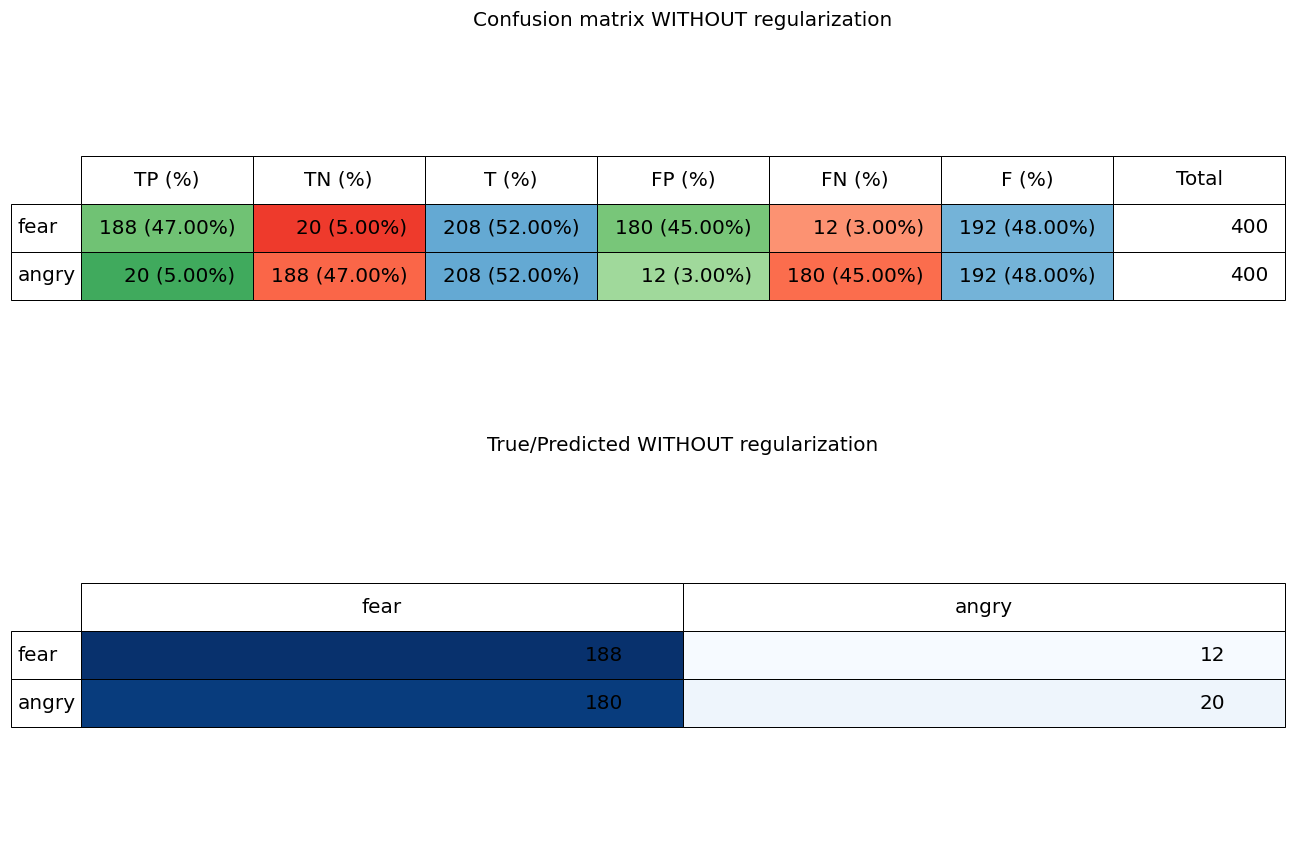 Confusion matrix WITHOUT regularization
TP (%) TN (%) T (%) FP (%) FN (%) F (%) Total
fear 188 (47.00%) 20 (5.00%) 208 (52.00%) 180 (45.00%) 12 (3.00%) 192 (48.00%) 400
angry 20 (5.00%) 188 (47.00%) 208 (52.00%) 12 (3.00%) 180 (45.00%) 192 (48.00%) 400
True/Predicted WITHOUT regularization
fear angry
fear 188 12
angry 180 20